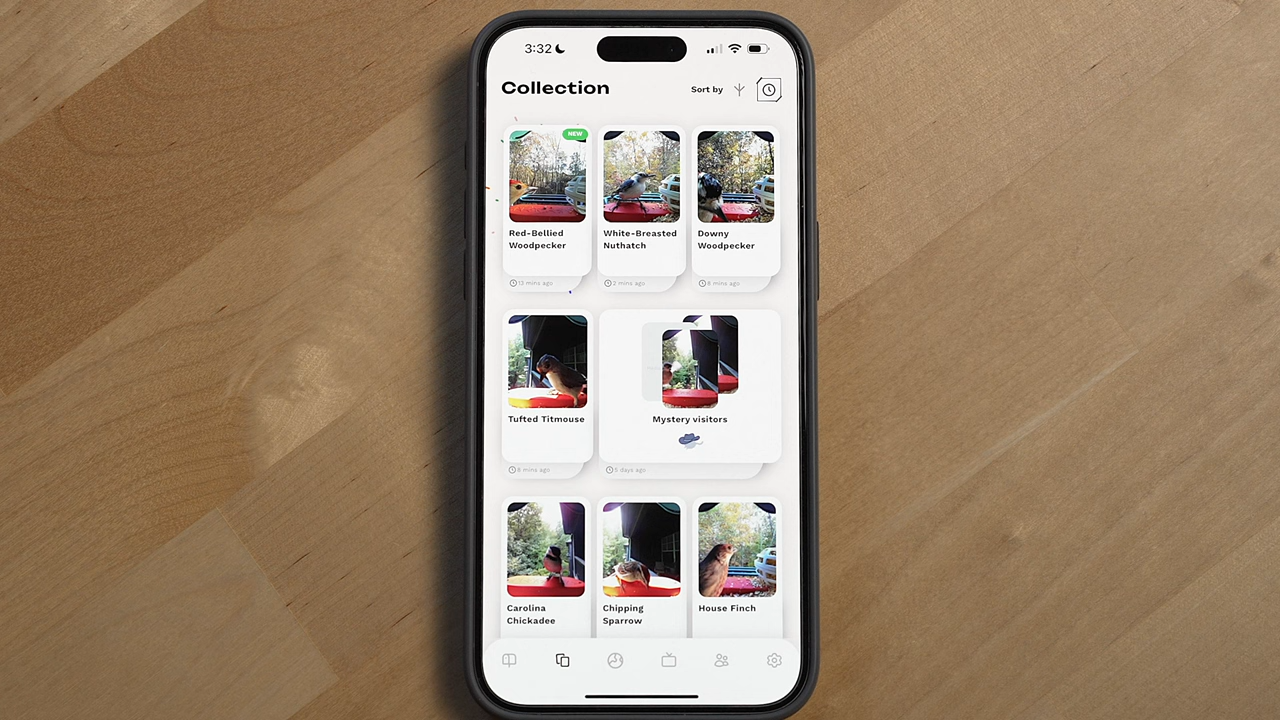 3:32
Collection
Sort by
NEW
Red-Bellied
Woodpecker
13 mins ago
White-Breasted
Nuthatch
2 mins ago
Downy
Woodpecker
8 mins ago
Tufted Titmouse
8 mins ago
Mystery visitors
5 days ago
Carolina
Chickadee
Chipping
Sparrow
House Finch